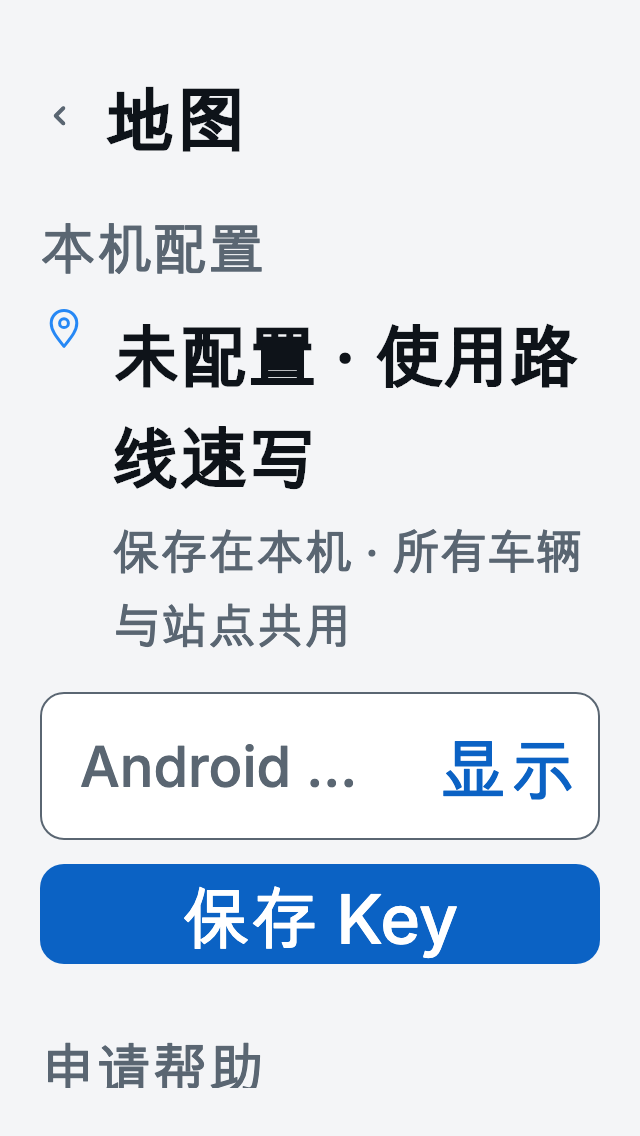 地图
本机配置
未配置 · 使用路
线速写
保存在本机 · 所有车辆
与站点共用
Android ... 显示
保存 Key
申请帮助